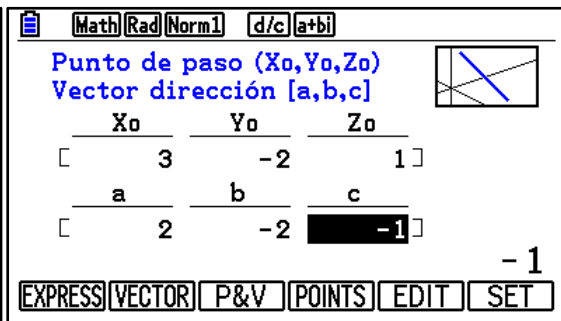 Math Rad Norm1 d/c a+bi
Punto de paso (Xo,Yo,Zo)
Vector dirección [a,b,c]
Xo Yo Zo
[ 3 -2 1 ]
a b c
[ 2 -2 -1 ]
-1
EXPRESS VECTOR P&V POINTS EDIT SET